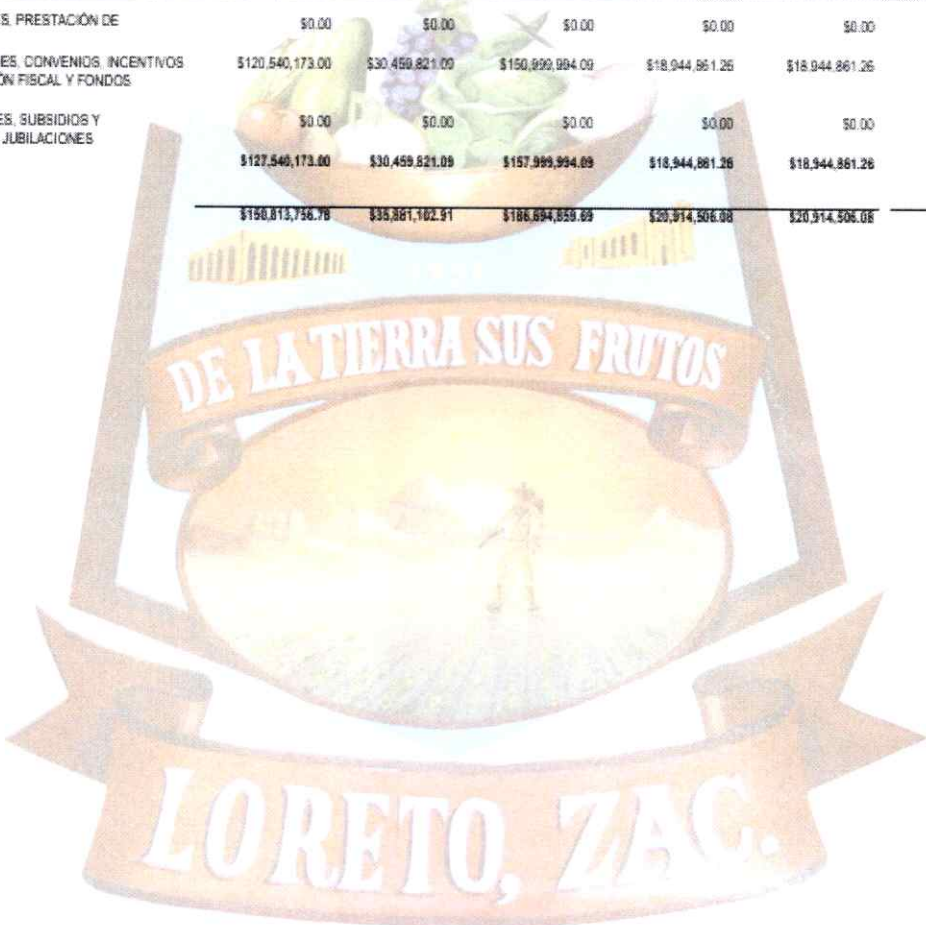 S, PRESTACIÓN DE $0.00 $0.00 $0.00 $0.00 $0.00
ES, CONVENIOS, INCENTIVOS $120,540,173.00 $30,459,821.09 $150,999,994.09 $18,944,861.26 $18,944,861.26
ÓN FISCAL Y FONDOS
ES, SUBSIDIOS Y $0.00 $0.00 $0.00 $0.00 $0.00
JUBILACIONES
$127,540,173.00 $30,459,821.09 $157,999,994.09 $18,944,861.26 $18,944,861.26
$150,813,756.78 $35,881,102.91 $186,694,859.69 $20,914,506.08 $20,914,506.08
1931
DE LA TIERRA SUS FRUTOS
LORETO, ZAC.